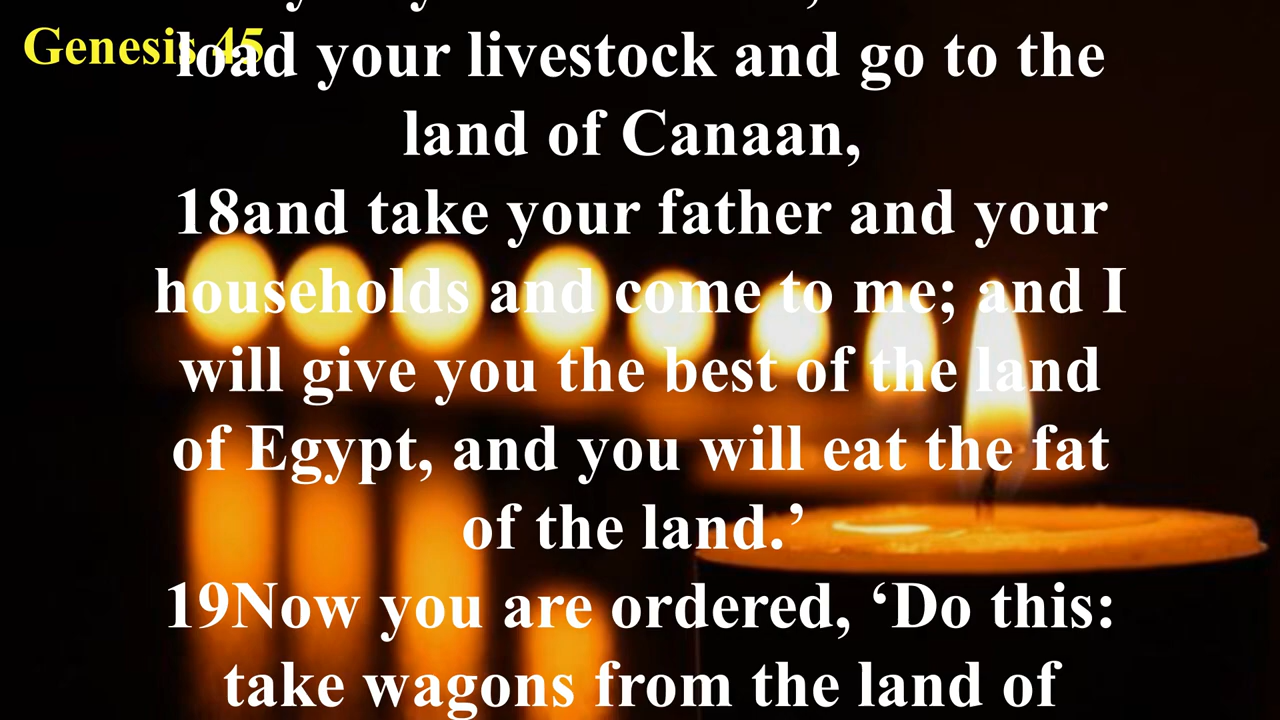 Genesis 45
load your livestock and go to the
land of Canaan,
18and take your father and your
households and come to me; and I
will give you the best of the land
of Egypt, and you will eat the fat
of the land.’
19Now you are ordered, ‘Do this:
take wagons from the land of